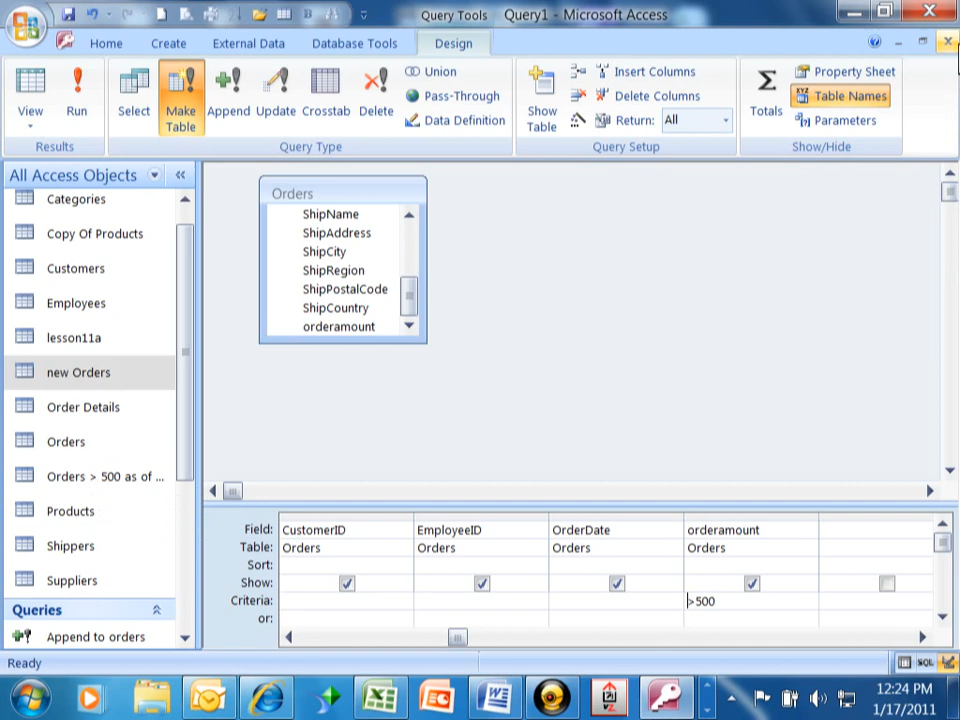 Query Tools Query1 - Microsoft Access
Home Create External Data Database Tools Design
View Run Select Make Table Append Update Crosstab Delete
Union
Pass-Through
Data Definition
Show Table
Insert Columns
Delete Columns
Return: All
Totals
Property Sheet
Table Names
Parameters
Results Query Type Query Setup Show/Hide
All Access Objects
Categories
Copy Of Products
Customers
Employees
lesson11a
new Orders
Order Details
Orders
Orders > 500 as of ...
Products
Shippers
Suppliers
Queries
Append to orders
Orders
ShipName
ShipAddress
ShipCity
ShipRegion
ShipPostalCode
ShipCountry
orderamount
Field: CustomerID EmployeeID OrderDate orderamount
Table: Orders Orders Orders Orders
Sort:
Show:
Criteria: >500
or:
Ready SQL
12:24 PM
1/17/2011